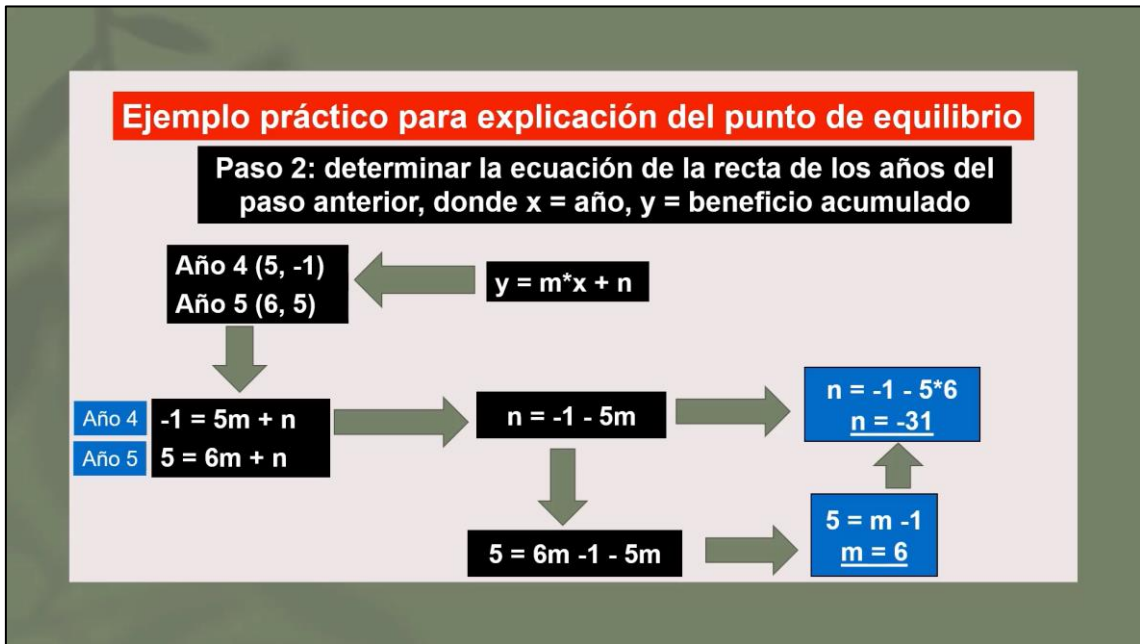 Ejemplo práctico para explicación del punto de equilibrio
Paso 2: determinar la ecuación de la recta de los años del
paso anterior, donde x = año, y = beneficio acumulado
Año 4 (5, -1)
Año 5 (6, 5)
y = m*x + n
Año 4
-1 = 5m + n
Año 5
5 = 6m + n
n = -1 - 5m
n = -1 - 5*6
n = -31
5 = 6m -1 - 5m
5 = m -1
m = 6